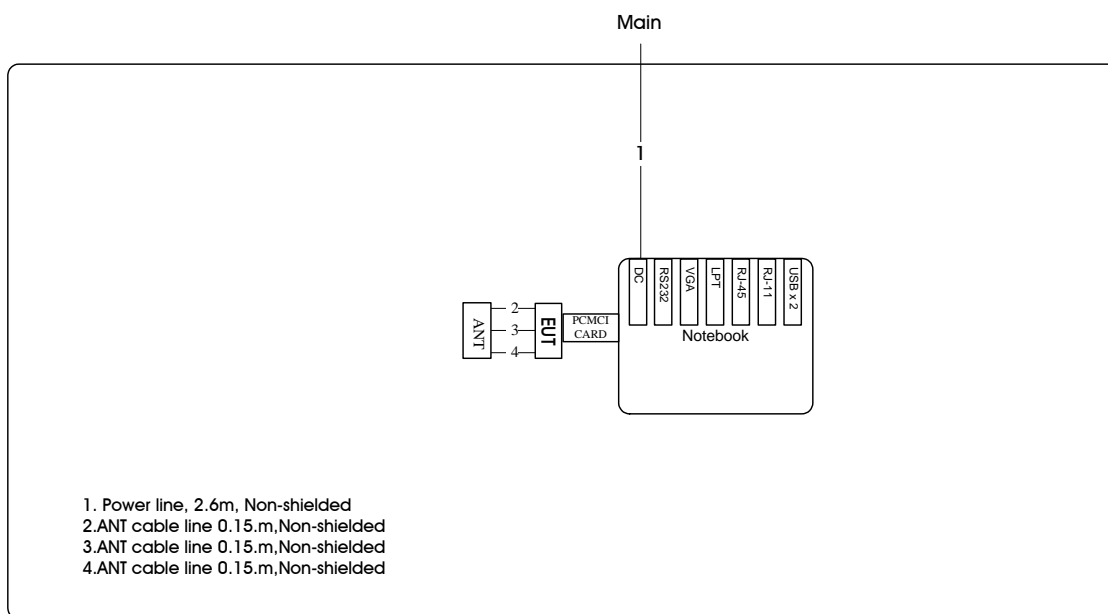 Main
1
DC
RS232
VGA
LPT
RJ-45
RJ-11
USB x 2
Notebook
ANT
2
3
4
EUT
PCMCI
CARD
1. Power line, 2.6m, Non-shielded
2.ANT cable line 0.15.m,Non-shielded
3.ANT cable line 0.15.m,Non-shielded
4.ANT cable line 0.15.m,Non-shielded